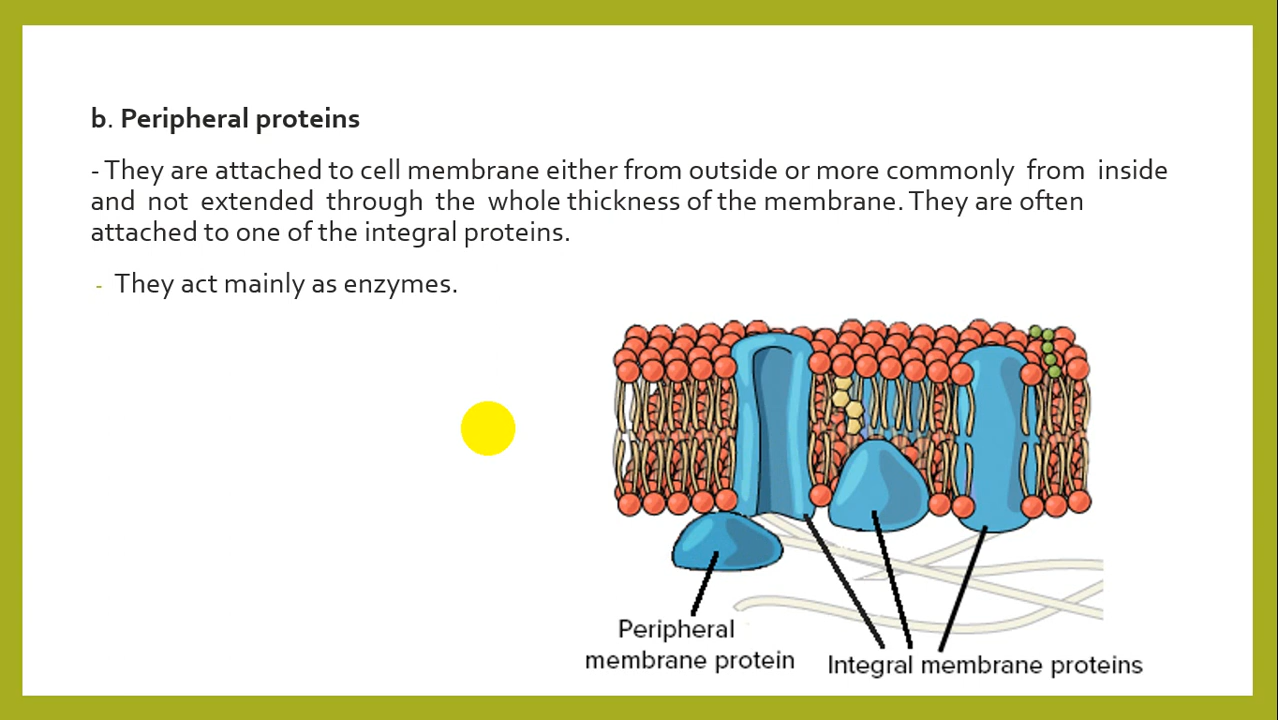 b. Peripheral proteins
- They are attached to cell membrane either from outside or more commonly from inside
and not extended through the whole thickness of the membrane. They are often
attached to one of the integral proteins.
- They act mainly as enzymes.
Peripheral
membrane protein
Integral membrane proteins